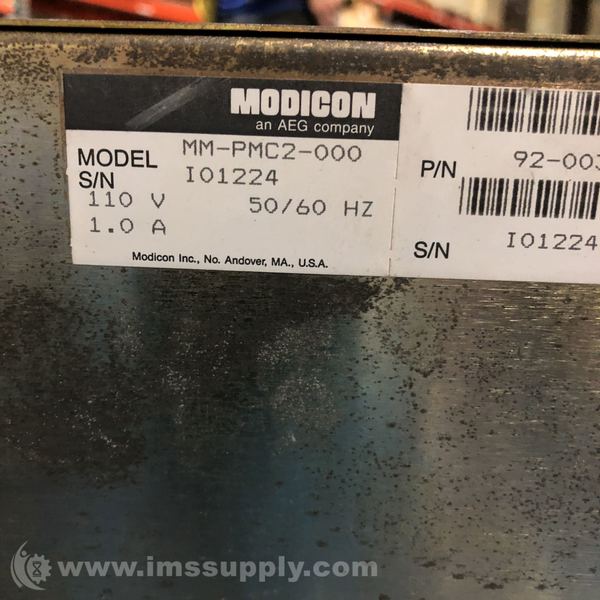 MODICON
an AEG company
MODEL MM-PMC2-000
S/N I01224
110 V 50/60 HZ
1.0 A
Modicon Inc., No. Andover, MA., U.S.A.
P/N 92-003
S/N I01224
www.imssupply.com